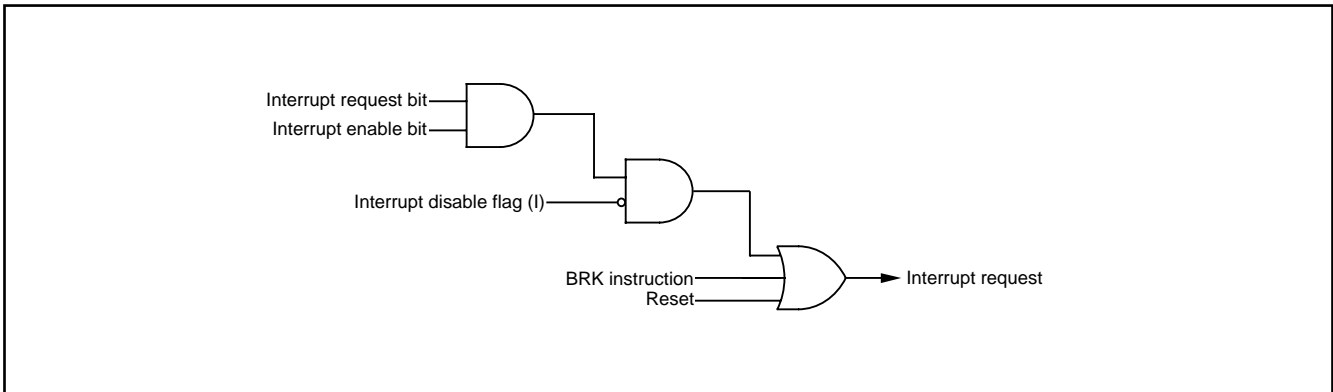 Interrupt request bit
Interrupt enable bit
Interrupt disable flag (I)
BRK instruction
Reset
Interrupt request